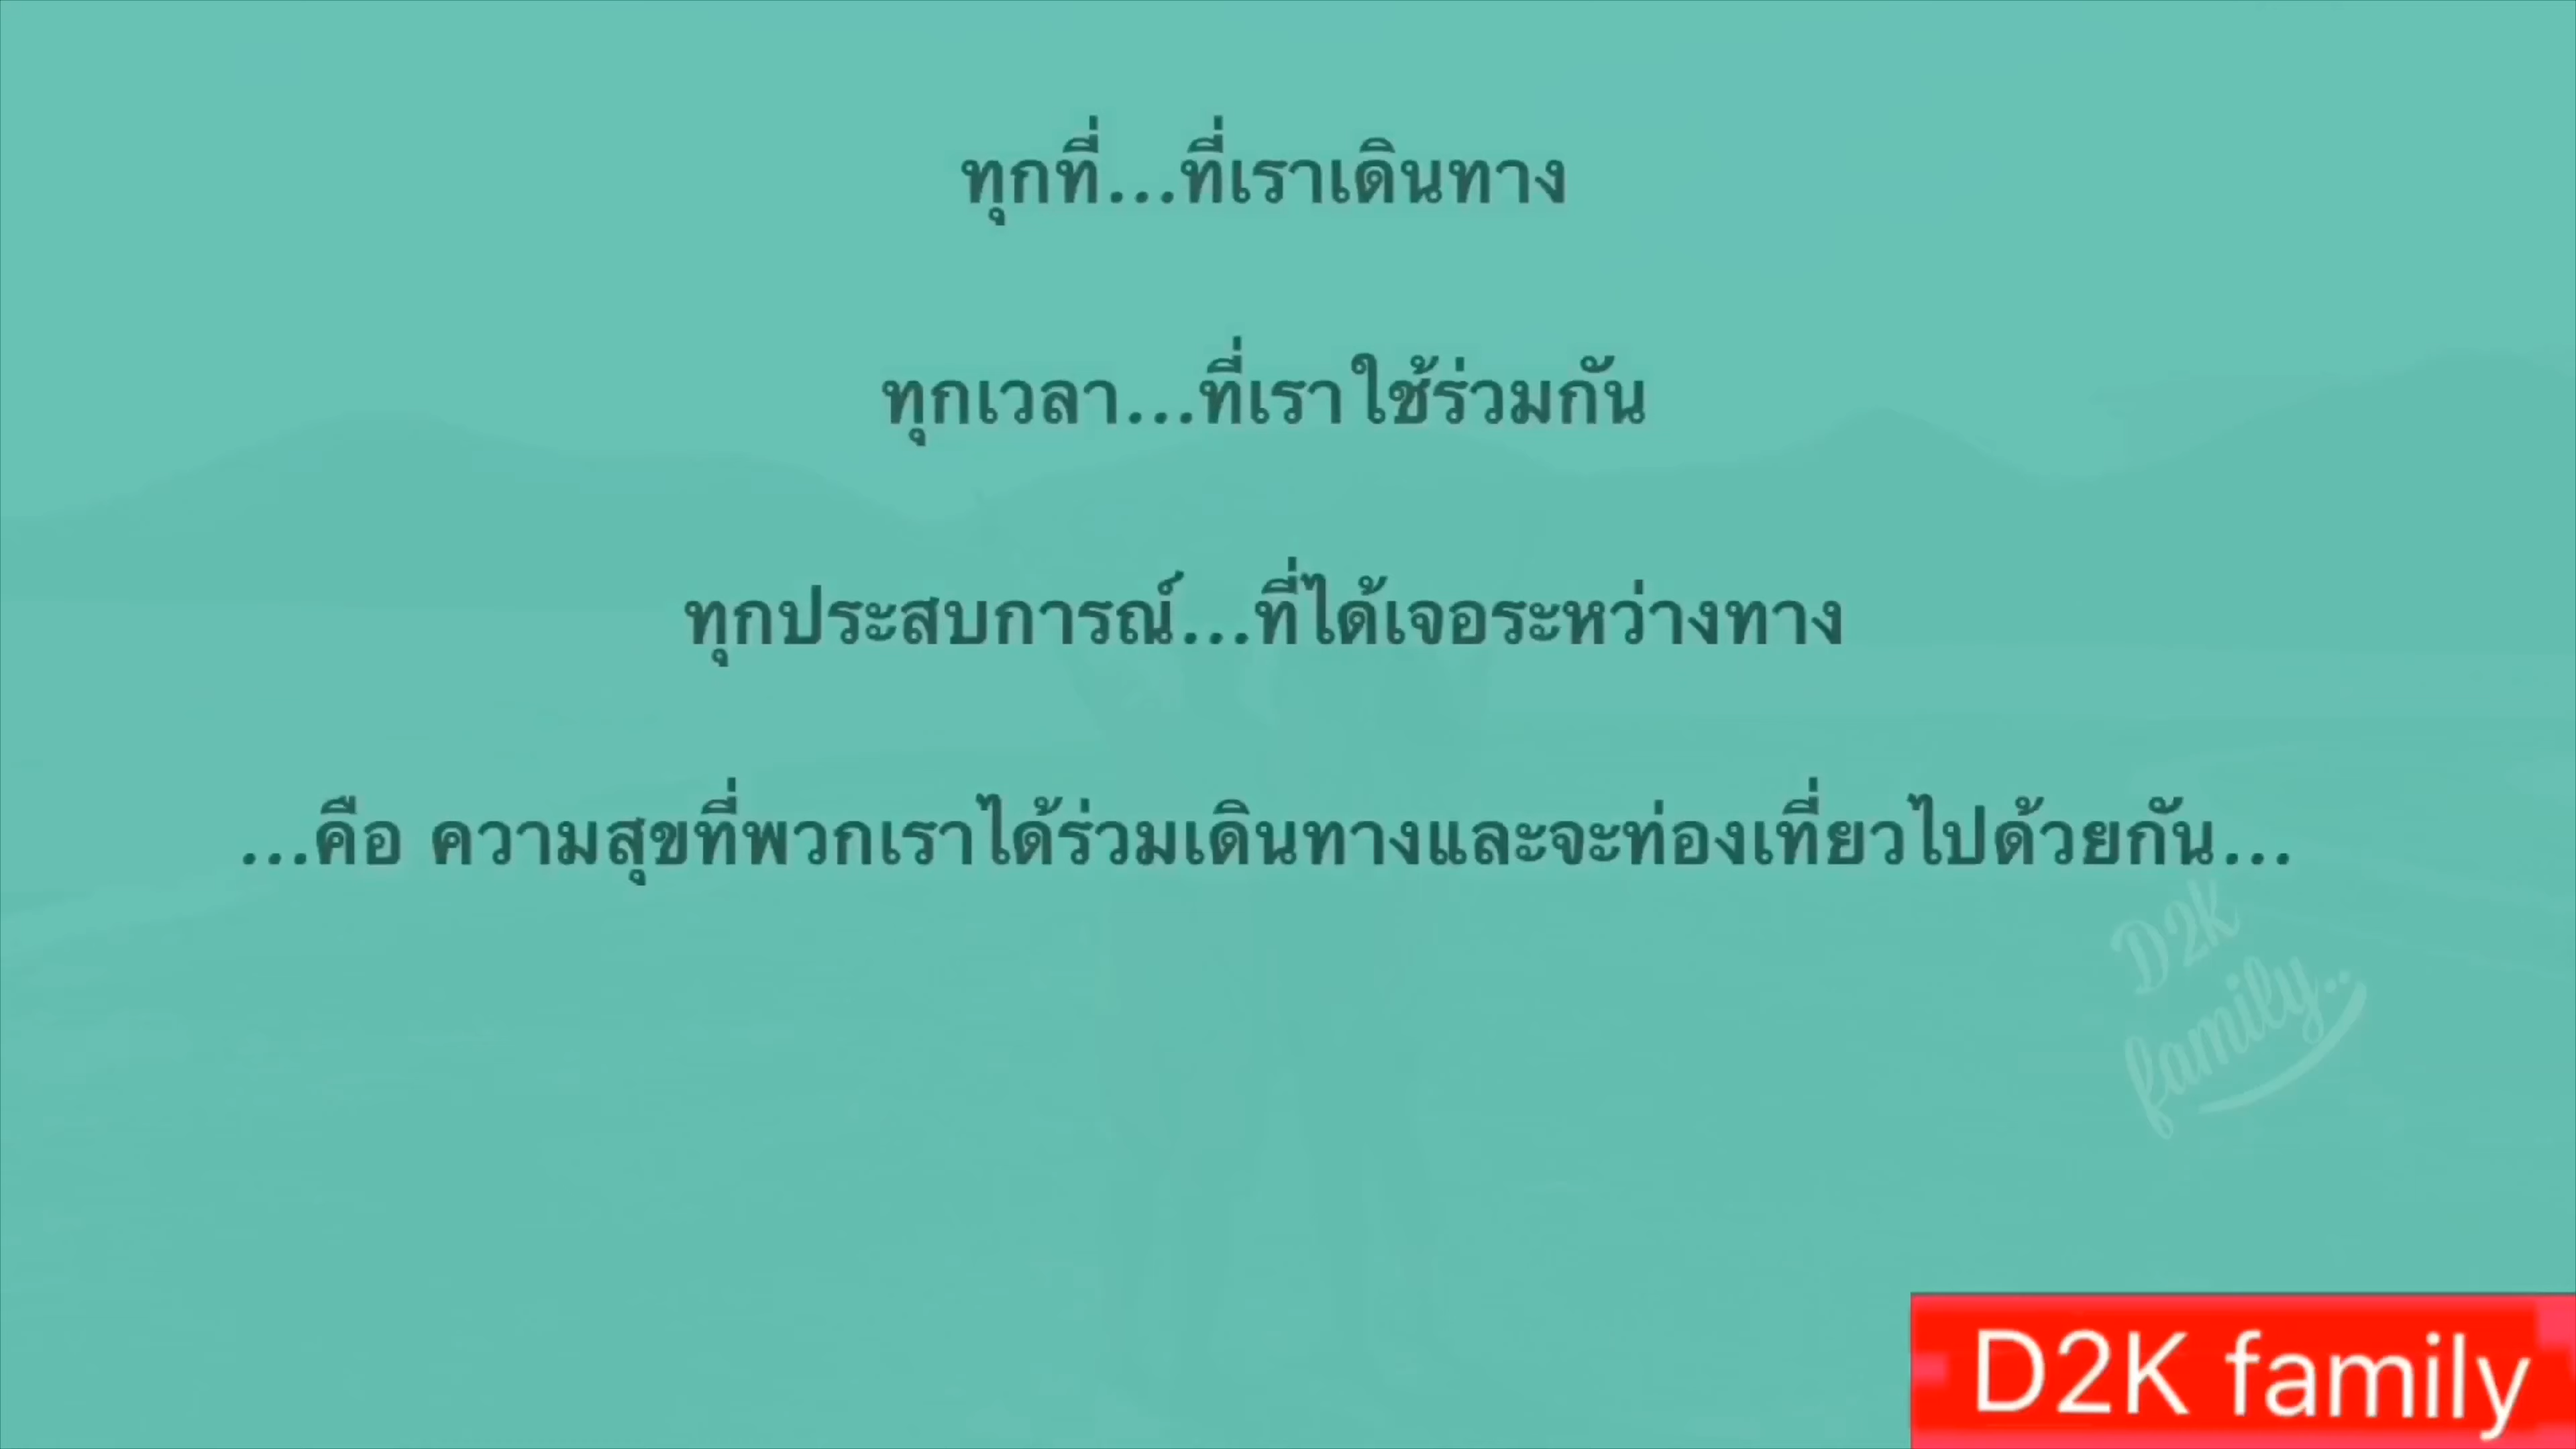 ทุกที่...ที่เราเดินทาง
ทุกเวลา...ที่เราใช้ร่วมกัน
ทุกประสบการณ์...ที่ได้เจอระหว่างทาง
...คือ ความสุขที่พวกเราได้ร่วมเดินทางและจะท่องเที่ยวไปด้วยกัน...
D2K
family..
D2K family